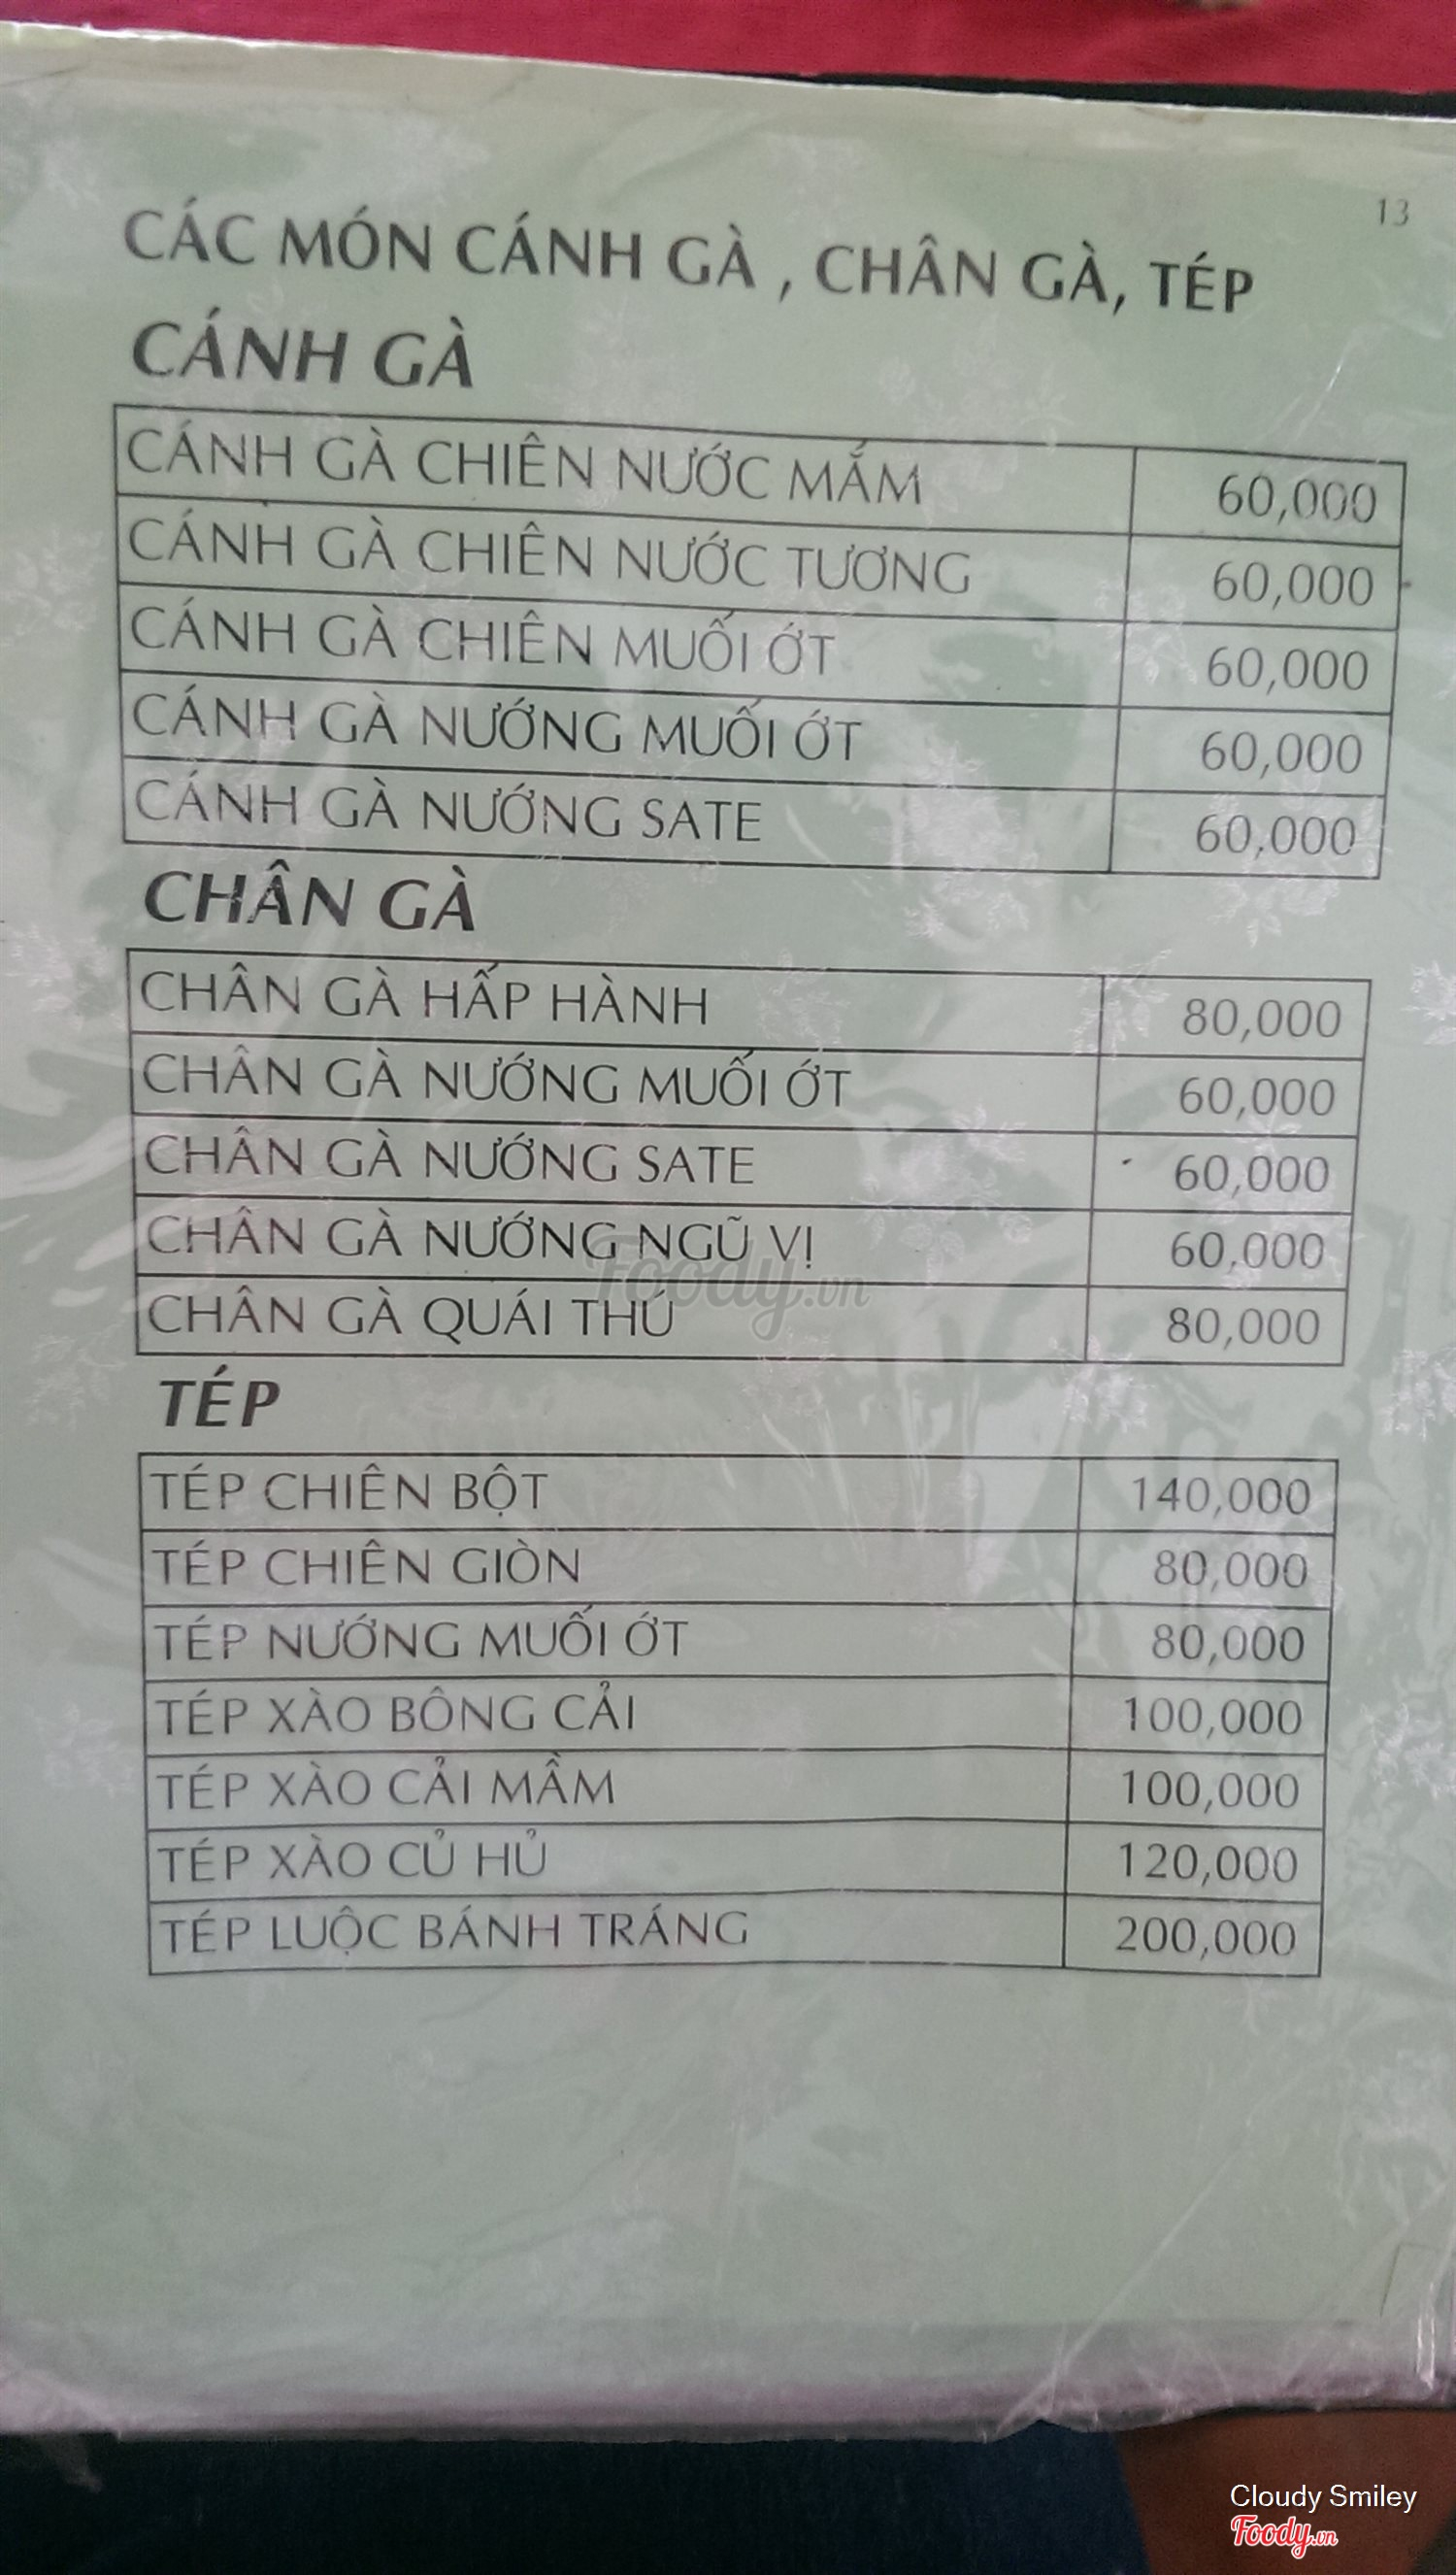 13
CÁC MÓN CÁNH GÀ , CHÂN GÀ, TÉP
CÁNH GÀ
CÁNH GÀ CHIÊN NƯỚC MẮM 60,000
CÁNH GÀ CHIÊN NƯỚC TƯƠNG 60,000
CÁNH GÀ CHIÊN MUỐI ỚT 60,000
CÁNH GÀ NƯỚNG MUỐI ỚT 60,000
CÁNH GÀ NƯỚNG SATE 60,000
CHÂN GÀ
CHÂN GÀ HẤP HÀNH 80,000
CHÂN GÀ NƯỚNG MUỐI ỚT 60,000
CHÂN GÀ NƯỚNG SATE 60,000
CHÂN GÀ NƯỚNG NGŨ VỊ 60,000
Foody.vn
CHÂN GÀ QUÁI THÚ 80,000
TÉP
TÉP CHIÊN BỘT 140,000
TÉP CHIÊN GIÒN 80,000
TÉP NƯỚNG MUỐI ỚT 80,000
TÉP XÀO BÔNG CẢI 100,000
TÉP XÀO CẢI MẦM 100,000
TÉP XÀO CỦ HỦ 120,000
TÉP LUỘC BÁNH TRÁNG 200,000
Cloudy Smiley
Foody.vn